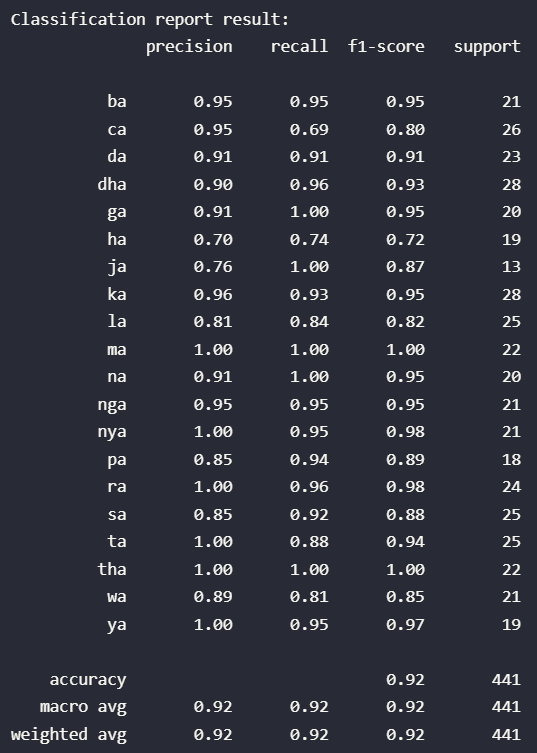 Classification report result:
precision recall f1-score support
ba 0.95 0.95 0.95 21
ca 0.95 0.69 0.80 26
da 0.91 0.91 0.91 23
dha 0.90 0.96 0.93 28
ga 0.91 1.00 0.95 20
ha 0.70 0.74 0.72 19
ja 0.76 1.00 0.87 13
ka 0.96 0.93 0.95 28
la 0.81 0.84 0.82 25
ma 1.00 1.00 1.00 22
na 0.91 1.00 0.95 20
nga 0.95 0.95 0.95 21
nya 1.00 0.95 0.98 21
pa 0.85 0.94 0.89 18
ra 1.00 0.96 0.98 24
sa 0.85 0.92 0.88 25
ta 1.00 0.88 0.94 25
tha 1.00 1.00 1.00 22
wa 0.89 0.81 0.85 21
ya 1.00 0.95 0.97 19
accuracy 0.92 441
macro avg 0.92 0.92 0.92 441
weighted avg 0.92 0.92 0.92 441